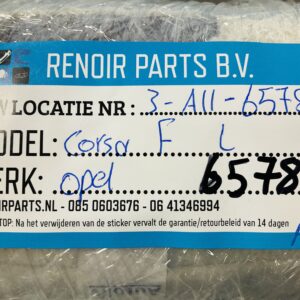 RENOIR PARTS B.V.
W LOCATIE NR : 3-A11-6578
MODEL: Corsa F L
ERK: opel 6578
IRPARTS.NL - 085 0603676 - 06 41346994
TOP: Na het verwijderen van de sticker vervalt de garantie/retourbeleid van 14 dagen